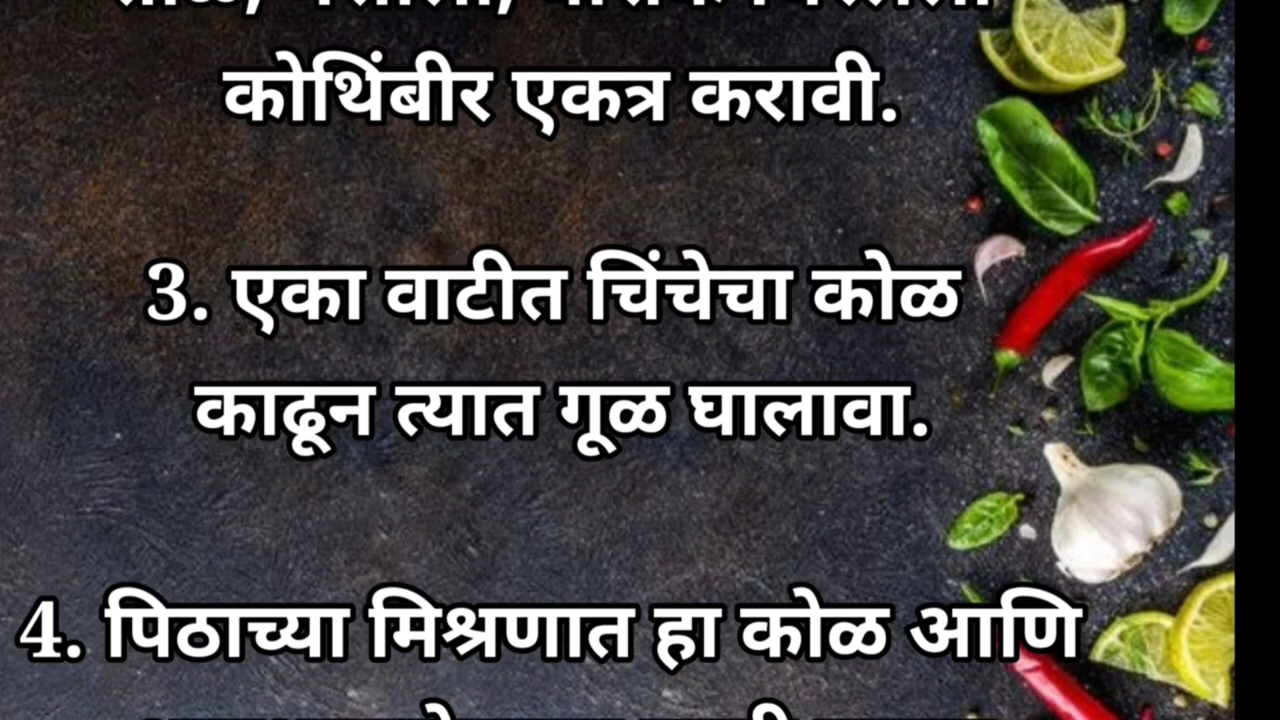 कोथिंबीर एकत्र करावी.
3. एका वाटीत चिंचेचा कोळ
काढून त्यात गूळ घालावा.
4. पिठाच्या मिश्रणात हा कोळ आणि